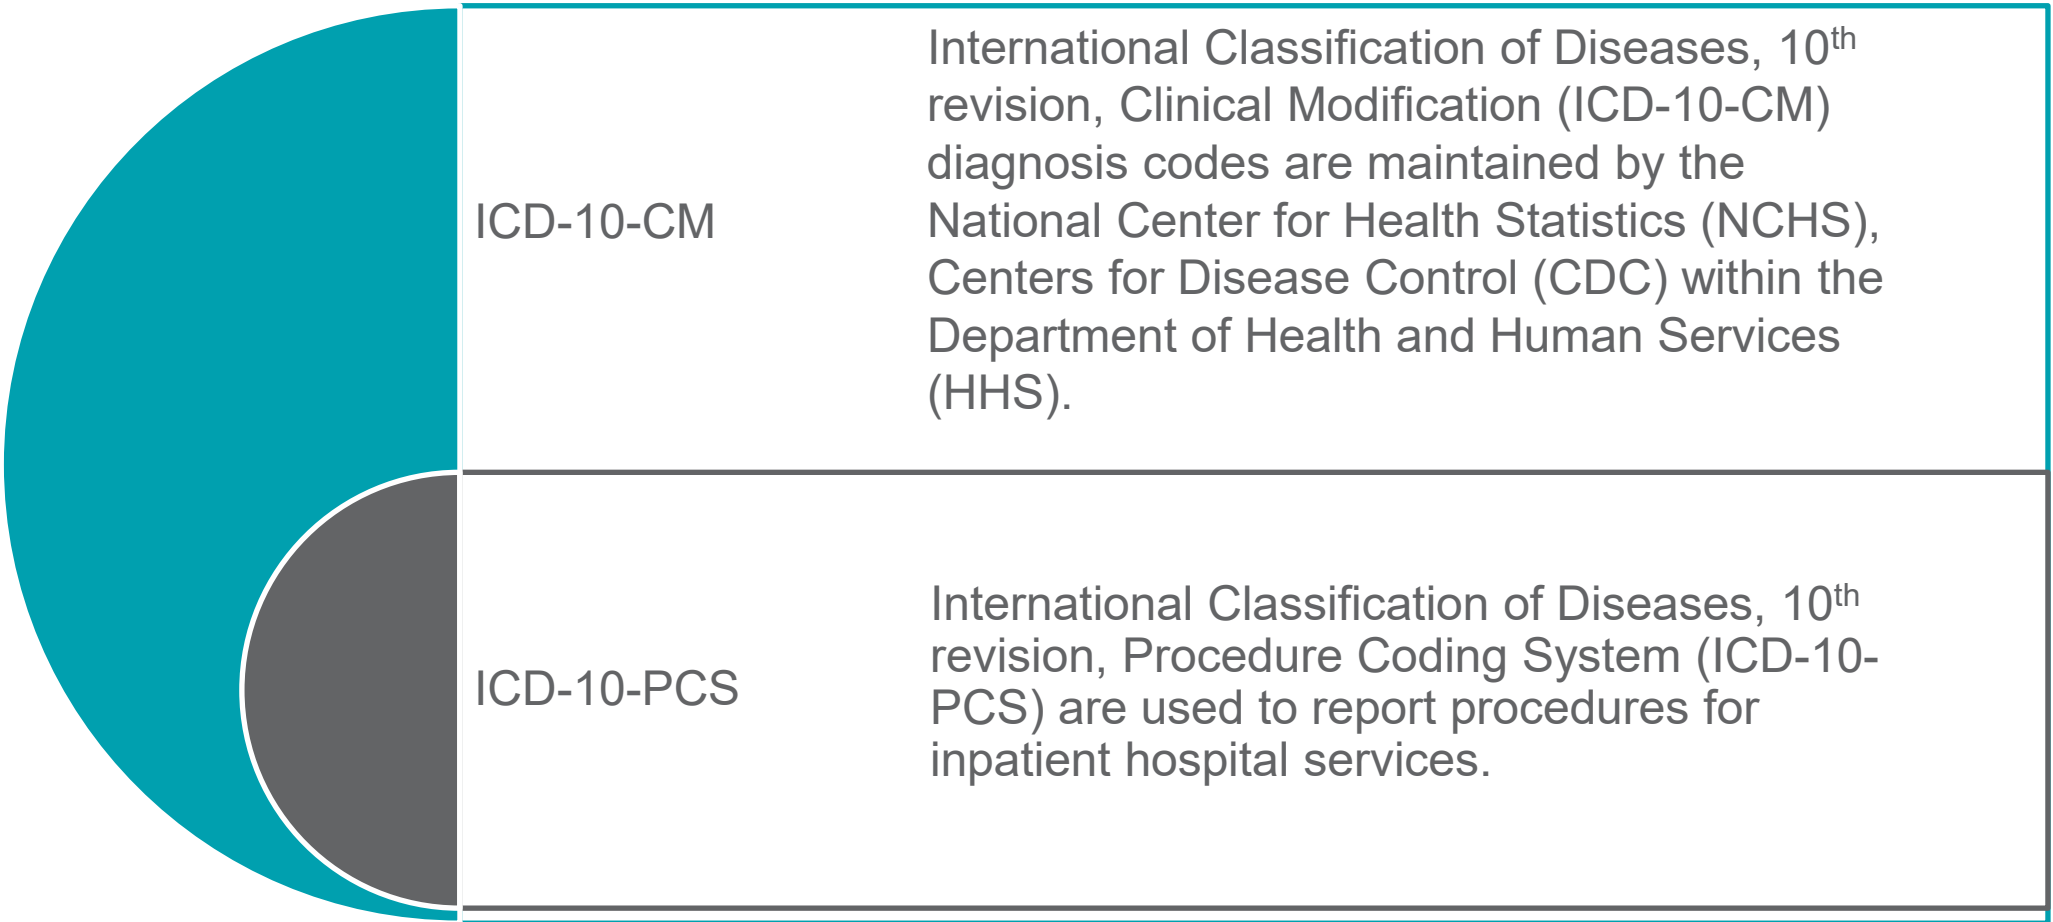 ICD-10-CM
International Classification of Diseases, 10th
revision, Clinical Modification (ICD-10-CM)
diagnosis codes are maintained by the
National Center for Health Statistics (NCHS),
Centers for Disease Control (CDC) within the
Department of Health and Human Services
(HHS).
ICD-10-PCS
International Classification of Diseases, 10th
revision, Procedure Coding System (ICD-10-
PCS) are used to report procedures for
inpatient hospital services.